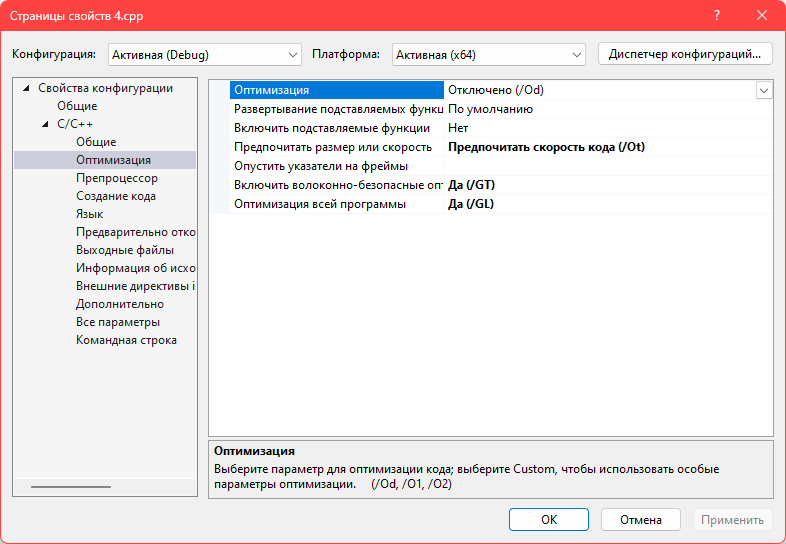 Страницы свойств 4.cpp
Конфигурация: Активная (Debug) Платформа: Активная (x64) Диспетчер конфигураций...
Свойства конфигурации
Общие
C/C++
Общие
Оптимизация
Препроцессор
Создание кода
Язык
Предварительно отко
Выходные файлы
Информация об исхо
Внешние директивы i
Дополнительно
Все параметры
Командная строка
Оптимизация Отключено (/Od)
Развертывание подставляемых функц По умолчанию
Включить подставляемые функции Нет
Предпочитать размер или скорость Предпочитать скорость кода (/Ot)
Опустить указатели на фреймы
Включить волоконно-безопасные опт Да (/GT)
Оптимизация всей программы Да (/GL)
Оптимизация
Выберите параметр для оптимизации кода; выберите Custom, чтобы использовать особые
параметры оптимизации. (/Od, /O1, /O2)
ОК Отмена Применить